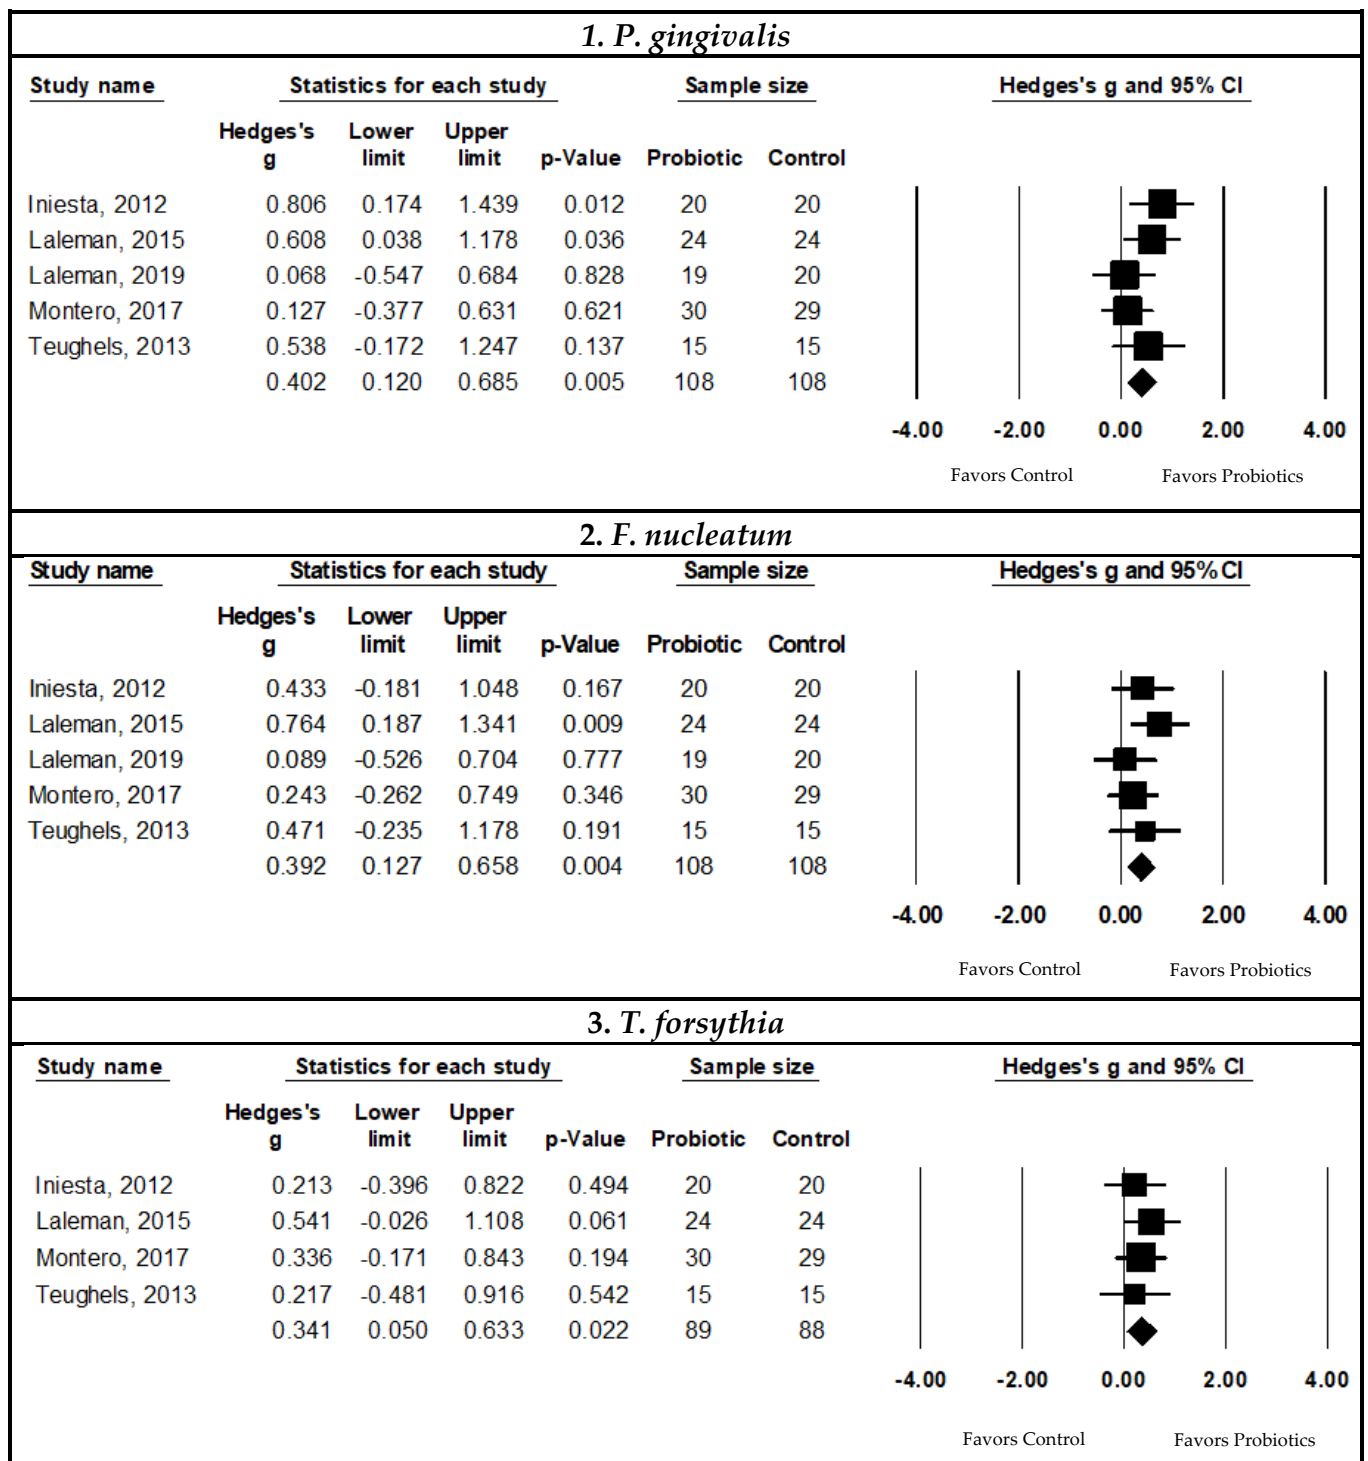 1. P. gingivalis
Study name Statistics for each study Sample size Hedges's g and 95% CI
Hedges's Lower Upper
g limit limit p-Value Probiotic Control
Iniesta, 2012 0.806 0.174 1.439 0.012 20 20
Laleman, 2015 0.608 0.038 1.178 0.036 24 24
Laleman, 2019 0.068 -0.547 0.684 0.828 19 20
Montero, 2017 0.127 -0.377 0.631 0.621 30 29
Teughels, 2013 0.538 -0.172 1.247 0.137 15 15
0.402 0.120 0.685 0.005 108 108
-4.00 -2.00 0.00 2.00 4.00
Favors Control Favors Probiotics
2. F. nucleatum
Study name Statistics for each study Sample size Hedges's g and 95% CI
Hedges's Lower Upper
g limit limit p-Value Probiotic Control
Iniesta, 2012 0.433 -0.181 1.048 0.167 20 20
Laleman, 2015 0.764 0.187 1.341 0.009 24 24
Laleman, 2019 0.089 -0.526 0.704 0.777 19 20
Montero, 2017 0.243 -0.262 0.749 0.346 30 29
Teughels, 2013 0.471 -0.235 1.178 0.191 15 15
0.392 0.127 0.658 0.004 108 108
-4.00 -2.00 0.00 2.00 4.00
Favors Control Favors Probiotics
3. T. forsythia
Study name Statistics for each study Sample size Hedges's g and 95% CI
Hedges's Lower Upper
g limit limit p-Value Probiotic Control
Iniesta, 2012 0.213 -0.396 0.822 0.494 20 20
Laleman, 2015 0.541 -0.026 1.108 0.061 24 24
Montero, 2017 0.336 -0.171 0.843 0.194 30 29
Teughels, 2013 0.217 -0.481 0.916 0.542 15 15
0.341 0.050 0.633 0.022 89 88
-4.00 -2.00 0.00 2.00 4.00
Favors Control Favors Probiotics